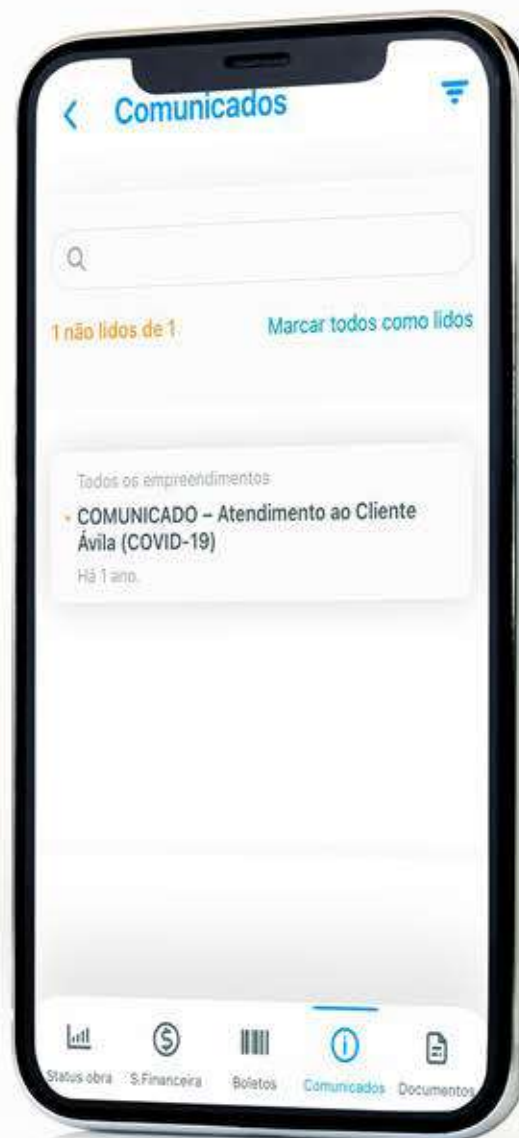 Comunicados
1 não lidos de 1
Marcar todos como lidos
Todos os empreendimentos
COMUNICADO – Atendimento ao Cliente
Ávila (COVID-19)
Há 1 ano.
Status obra
S.Financeira
Boletos
Comunicados
Documentos